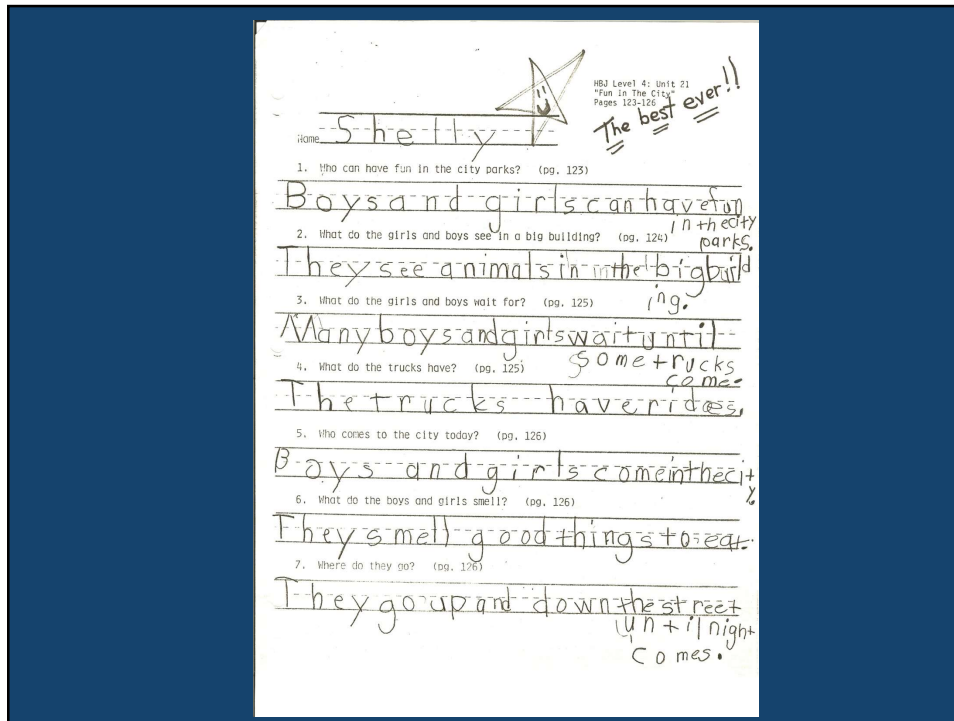 HBJ Level 4: Unit 21
"Fun In The City"
Pages 123-126
The best ever!!
Name Shelly
1. Who can have fun in the city parks? (pg. 123)
Boys and girls can have fun
in the city
parks.
2. What do the girls and boys see in a big building? (pg. 124)
They see animals in in the big build
ing.
3. What do the girls and boys wait for? (pg. 125)
Many boys and girls wait until
some trucks
come.
4. What do the trucks have? (pg. 125)
The trucks have rides.
5. Who comes to the city today? (pg. 126)
Boys and girls come in the cit
y.
6. What do the boys and girls smell? (pg. 126)
They smell good things to eat.
7. Where do they go? (pg. 126)
They go up and down the street
until night
comes.